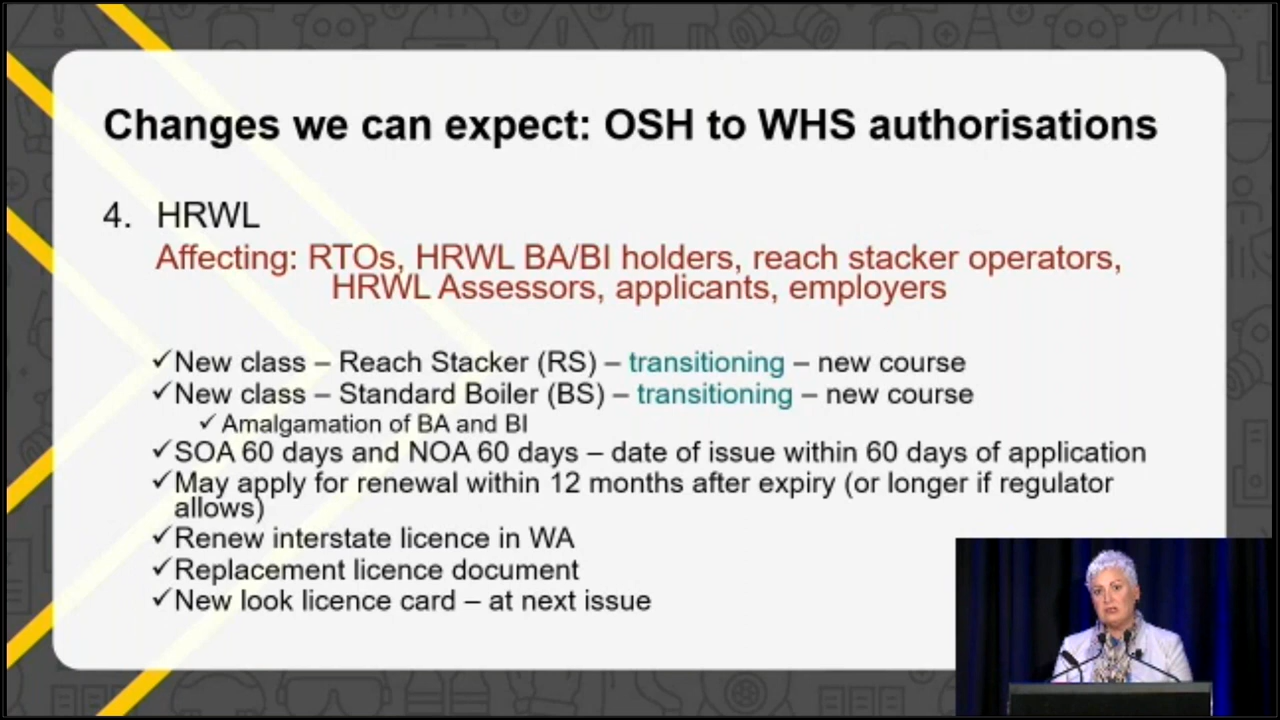 Changes we can expect: OSH to WHS authorisations
4. HRWL
Affecting: RTOs, HRWL BA/BI holders, reach stacker operators,
HRWL Assessors, applicants, employers
✓New class – Reach Stacker (RS) – transitioning – new course
✓New class – Standard Boiler (BS) – transitioning – new course
✓Amalgamation of BA and BI
✓SOA 60 days and NOA 60 days – date of issue within 60 days of application
✓May apply for renewal within 12 months after expiry (or longer if regulator
allows)
✓Renew interstate licence in WA
✓Replacement licence document
✓New look licence card – at next issue